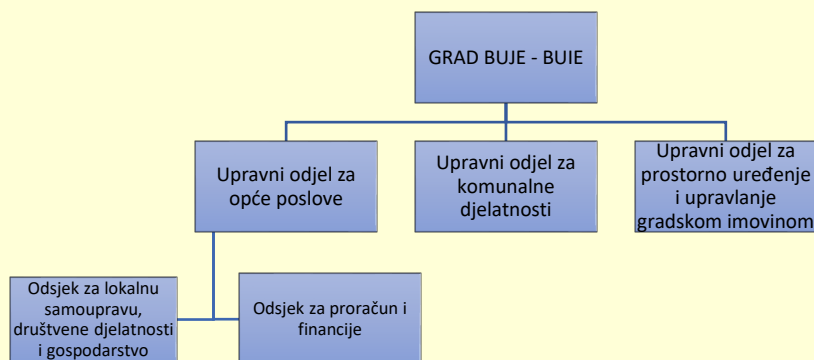 GRAD BUJE - BUIE
Upravni odjel za
opće poslove
Upravni odjel za
komunalne
djelatnosti
Upravni odjel za
prostorno uređenje
i upravlanje
gradskom imovinom
Odsjek za lokalnu
samoupravu,
društvene djelatnosti
i gospodarstvo
Odsjek za proračun i
financije